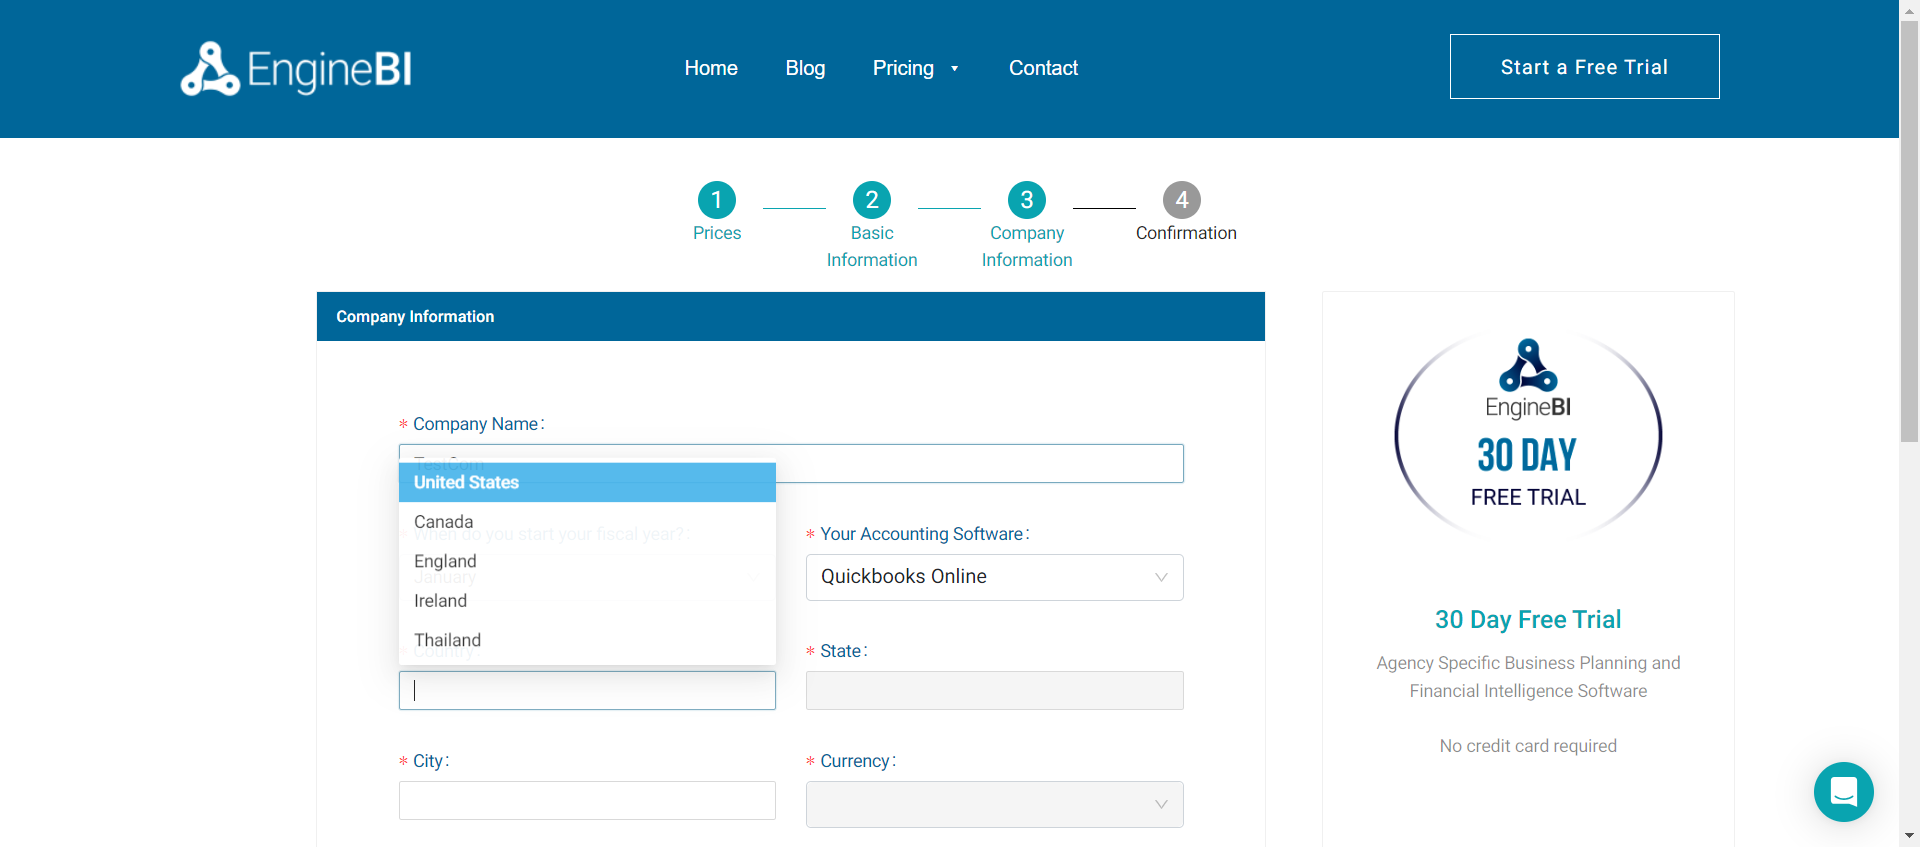 EngineBI
Home
Blog
Pricing
Contact
Start a Free Trial
1
Prices
2
Basic
Information
3
Company
Information
4
Confirmation
Company Information
* Company Name:
TestCom
United States
Canada
* When do you start your fiscal year?:
England
January
Ireland
Thailand
* Country
* Your Accounting Software:
Quickbooks Online
* State:
* City:
* Currency:
EngineBI
30 DAY
FREE TRIAL
30 Day Free Trial
Agency Specific Business Planning and
Financial Intelligence Software
No credit card required